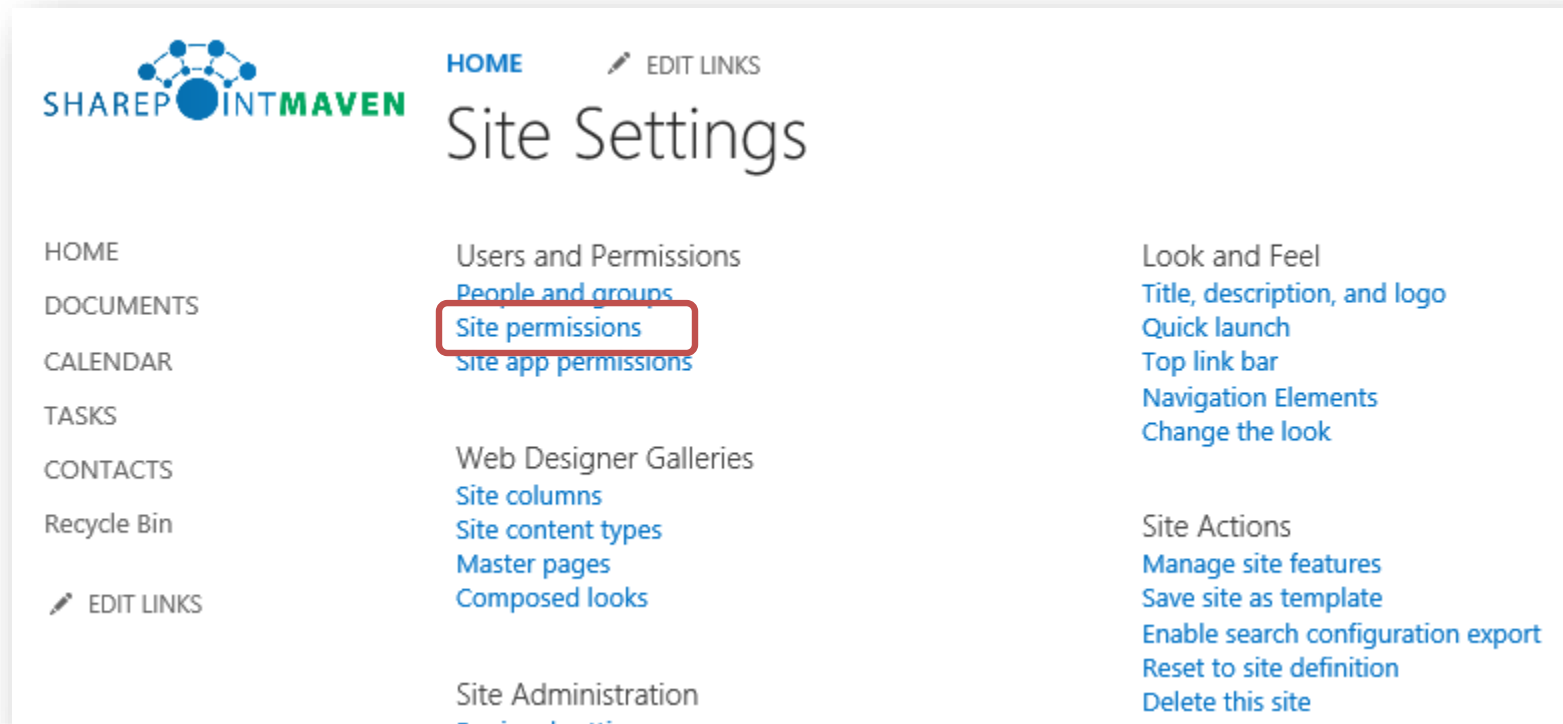 SHAREPOINTMAVEN
HOME
EDIT LINKS
Site Settings
HOME
DOCUMENTS
CALENDAR
TASKS
CONTACTS
Recycle Bin
EDIT LINKS
Users and Permissions
People and groups
Site permissions
Site app permissions
Web Designer Galleries
Site columns
Site content types
Master pages
Composed looks
Site Administration
Look and Feel
Title, description, and logo
Quick launch
Top link bar
Navigation Elements
Change the look
Site Actions
Manage site features
Save site as template
Enable search configuration export
Reset to site definition
Delete this site